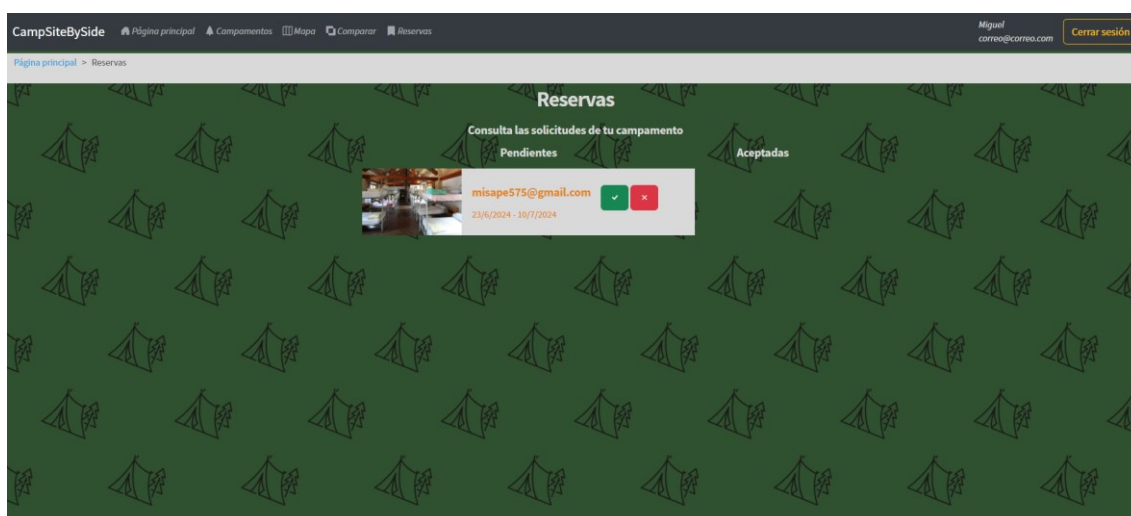 CampSiteBySide Página principal Campamentos Mapa Comparar Reservas
Miguel
correo@correo.com
Cerrar sesión
Página principal > Reservas
Reservas
Consulta las solicitudes de tu campamento
Pendientes
Aceptadas
misape575@gmail.com
23/6/2024 - 10/7/2024